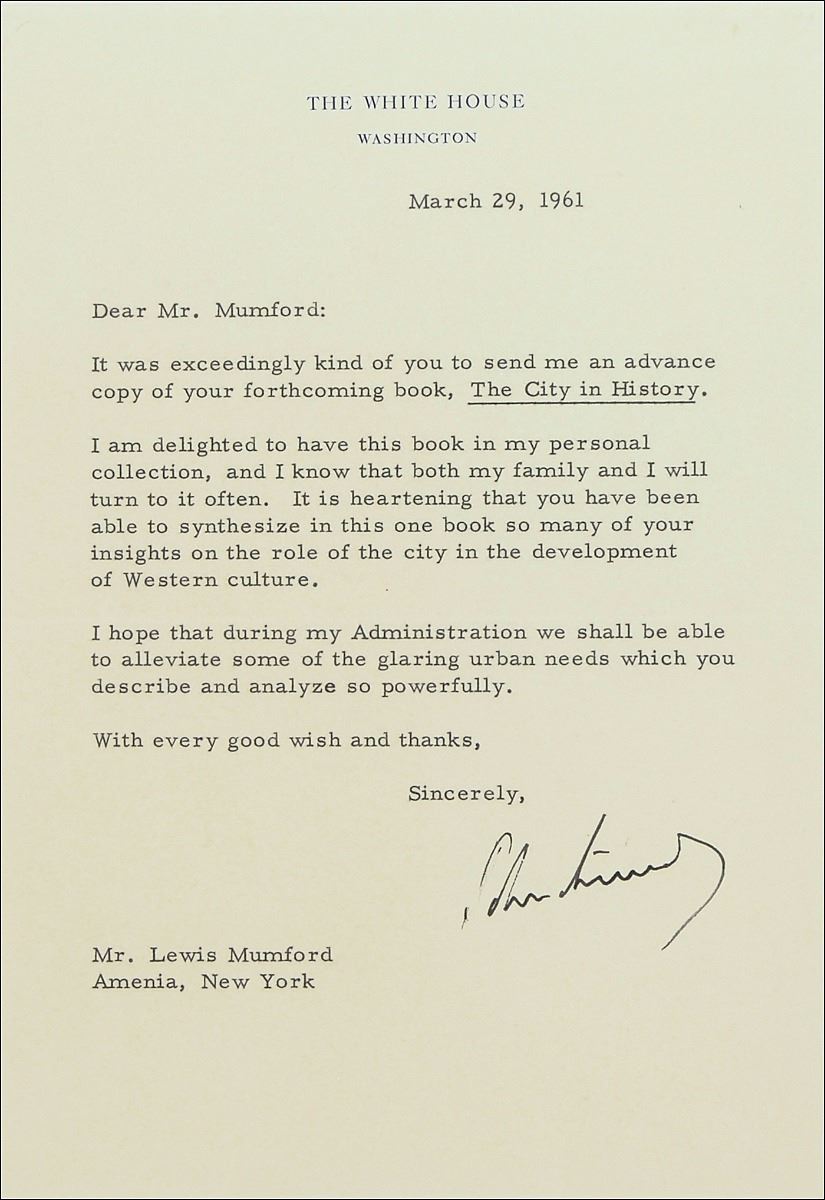 THE WHITE HOUSE
WASHINGTON
March 29, 1961
Dear Mr. Mumford:
It was exceedingly kind of you to send me an advance
copy of your forthcoming book, The City in History.
I am delighted to have this book in my personal
collection, and I know that both my family and I will
turn to it often. It is heartening that you have been
able to synthesize in this one book so many of your
insights on the role of the city in the development
of Western culture.
I hope that during my Administration we shall be able
to alleviate some of the glaring urban needs which you
describe and analyze so powerfully.
With every good wish and thanks,
Sincerely,
Mr. Lewis Mumford
Amenia, New York